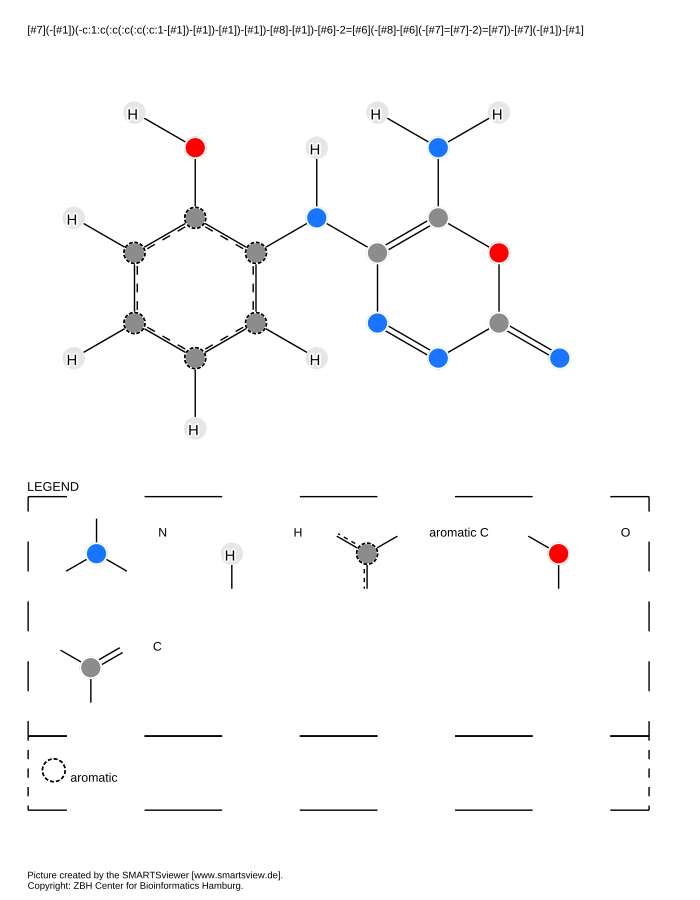 [#7](-[#1])(-c:1:c(:c(:c(:c(:c:1-[#1])-[#1])-[#1])-[#1])-[#8]-[#1])-[#6]-2=[#6](-[#8]-[#6](-[#7]=[#7]-2)=[#7])-[#7](-[#1])-[#1]
H H H
H
H
H H
H
LEGEND
N H aromatic C O
H
C
aromatic
Picture created by the SMARTSviewer [www.smartsview.de].
Copyright: ZBH Center for Bioinformatics Hamburg.